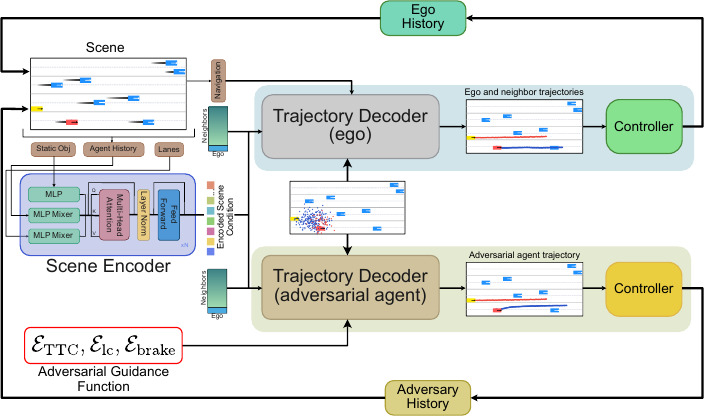 Ego
History
Scene
Navigation
Static Obj
Agent History
Lanes
Neighbors
Ego
Trajectory Decoder
(ego)
Ego and neighbor trajectories
Controller
MLP
MLP Mixer
MLP Mixer
Q
K
V
Multi-Head
Attention
Layer Norm
Feed
Forward
xN
Scene Encoder
...
Encoded Scene
Condition
Neighbors
Ego
Trajectory Decoder
(adversarial agent)
Adversarial agent trajectory
Controller
ℰTTC, ℰlc, ℰbrake
Adversarial Guidance
Function
Adversary
History